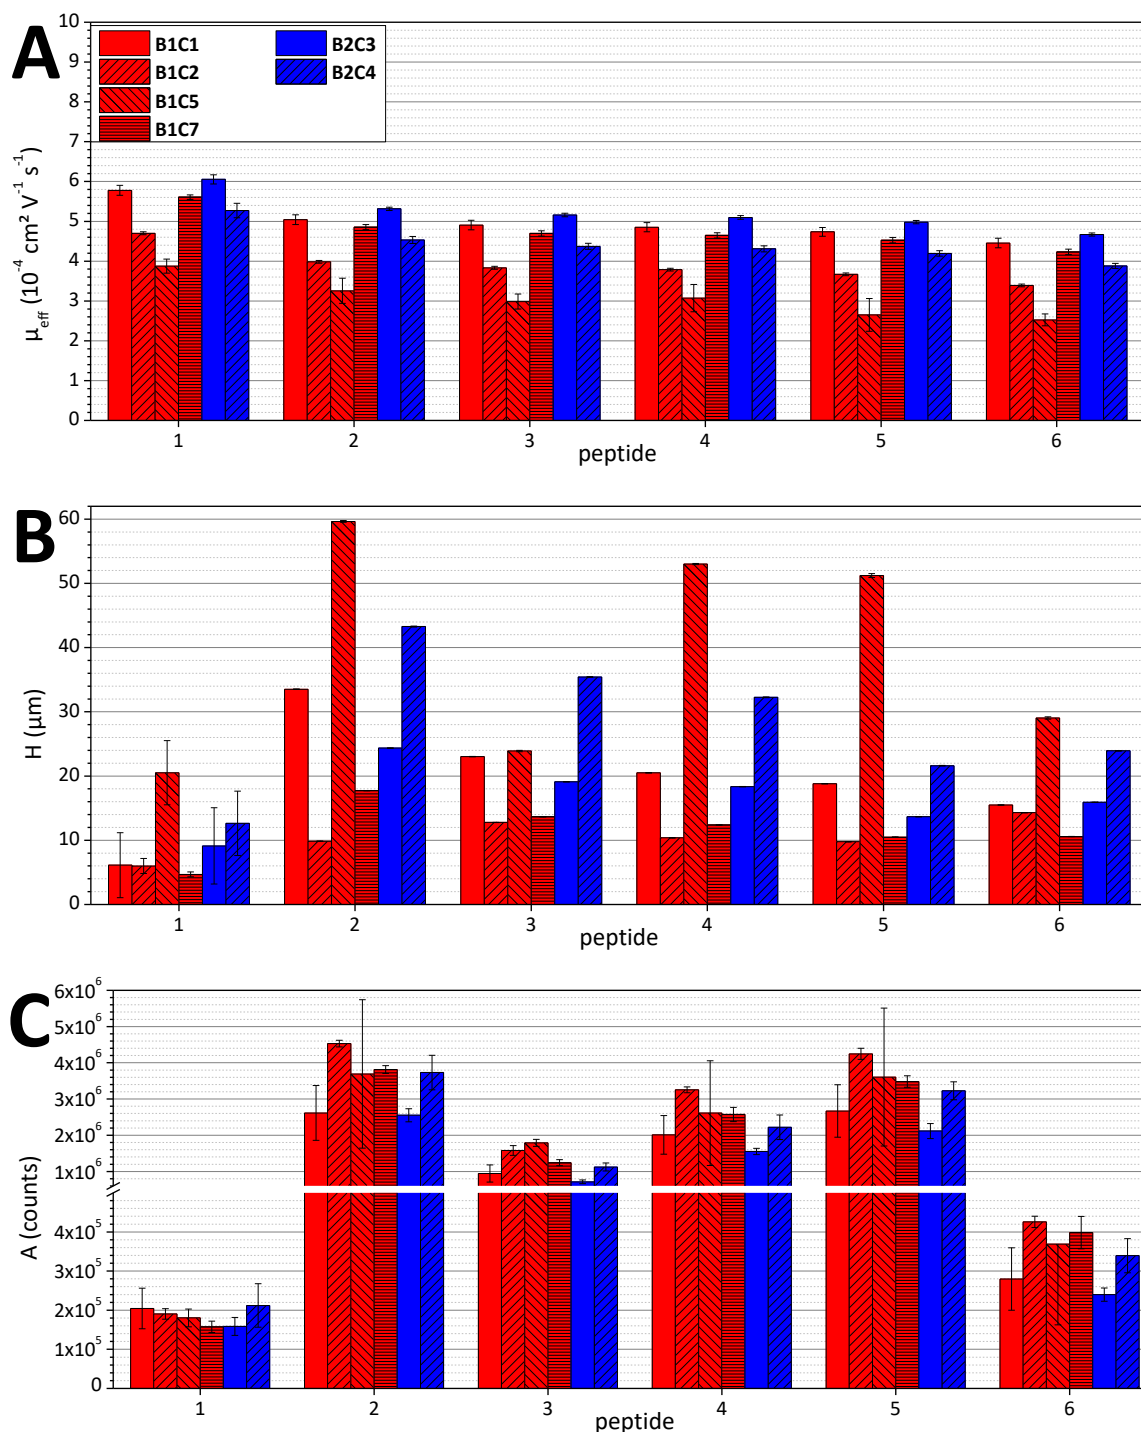 A
10
9
8
7
6
5
4
3
2
1
0
μeff (10⁻⁴ cm² V⁻¹ s⁻¹)
B1C1 B2C3
B1C2 B2C4
B1C5
B1C7
1 2 3 4 5 6
peptide
B
60
50
40
30
20
10
0
H (μm)
1 2 3 4 5 6
peptide
C
6x10⁶
5x10⁶
4x10⁶
3x10⁶
2x10⁶
1x10⁶
4x10⁵
3x10⁵
2x10⁵
1x10⁵
0
A (counts)
1 2 3 4 5 6
peptide